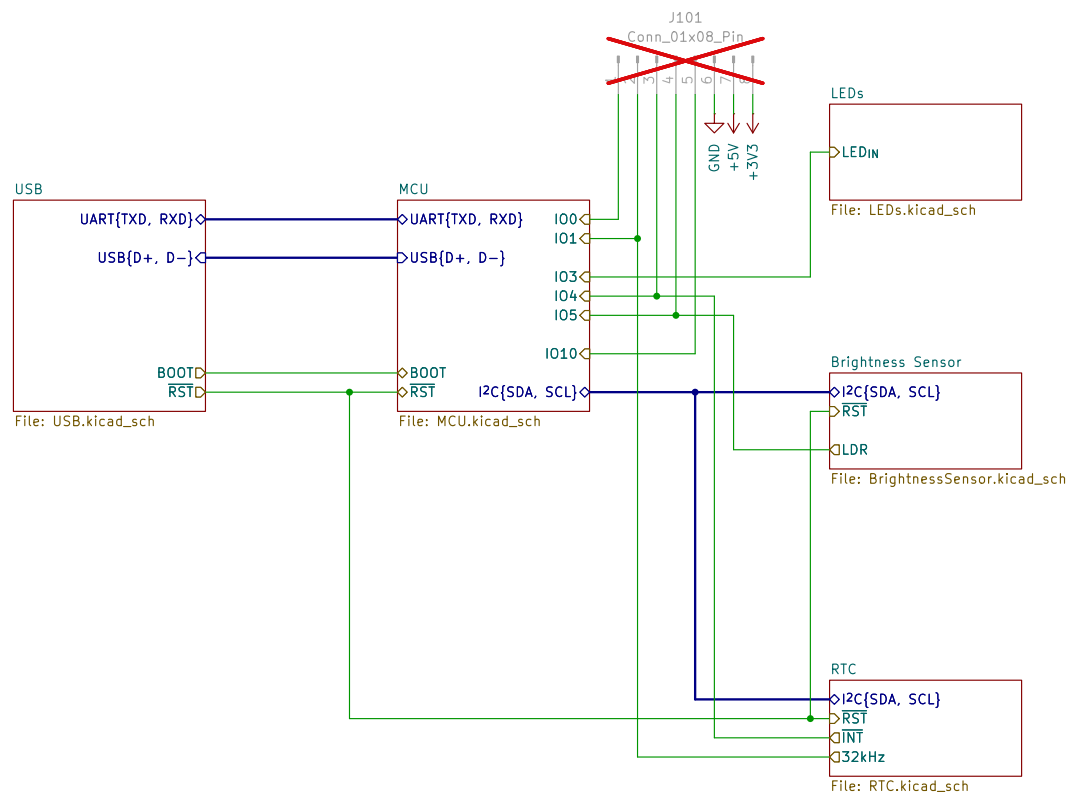 J101
Conn_01x08_Pin
1 2 3 4 5 6 7 8
GND
+5V
+3V3
LEDs
LEDIN
File: LEDs.kicad_sch
USB
UART{TXD, RXD}
USB{D+, D-}
BOOT
RST
File: USB.kicad_sch
MCU
UART{TXD, RXD}
USB{D+, D-}
BOOT
RST
IO0
IO1
IO3
IO4
IO5
IO10
I²C{SDA, SCL}
File: MCU.kicad_sch
Brightness Sensor
I²C{SDA, SCL}
RST
LDR
File: BrightnessSensor.kicad_sch
RTC
I²C{SDA, SCL}
RST
INT
32kHz
File: RTC.kicad_sch